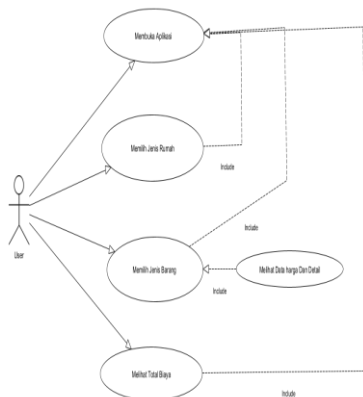 Membuka Aplikasi
Memilih Jenis Rumah
Include
User
Memilih Jenis Barang
Include
Melihat Data harga Dan Detail
Include
Melihat Total Biaya
Include